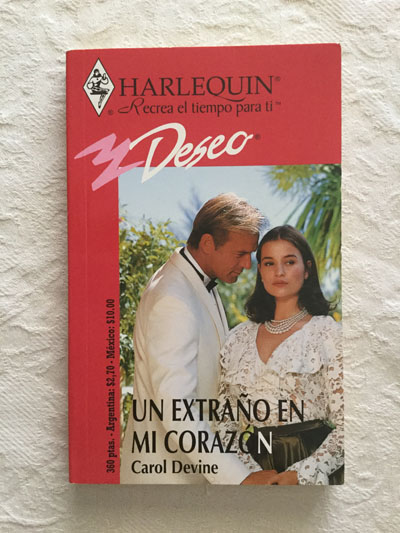 HARLEQUIN®
® Recrea el tiempo para ti™
Deseo®
360 ptas. - Argentina: $2,70 - México: $10.00
UN EXTRAÑO EN
MI CORAZÓN
Carol Devine